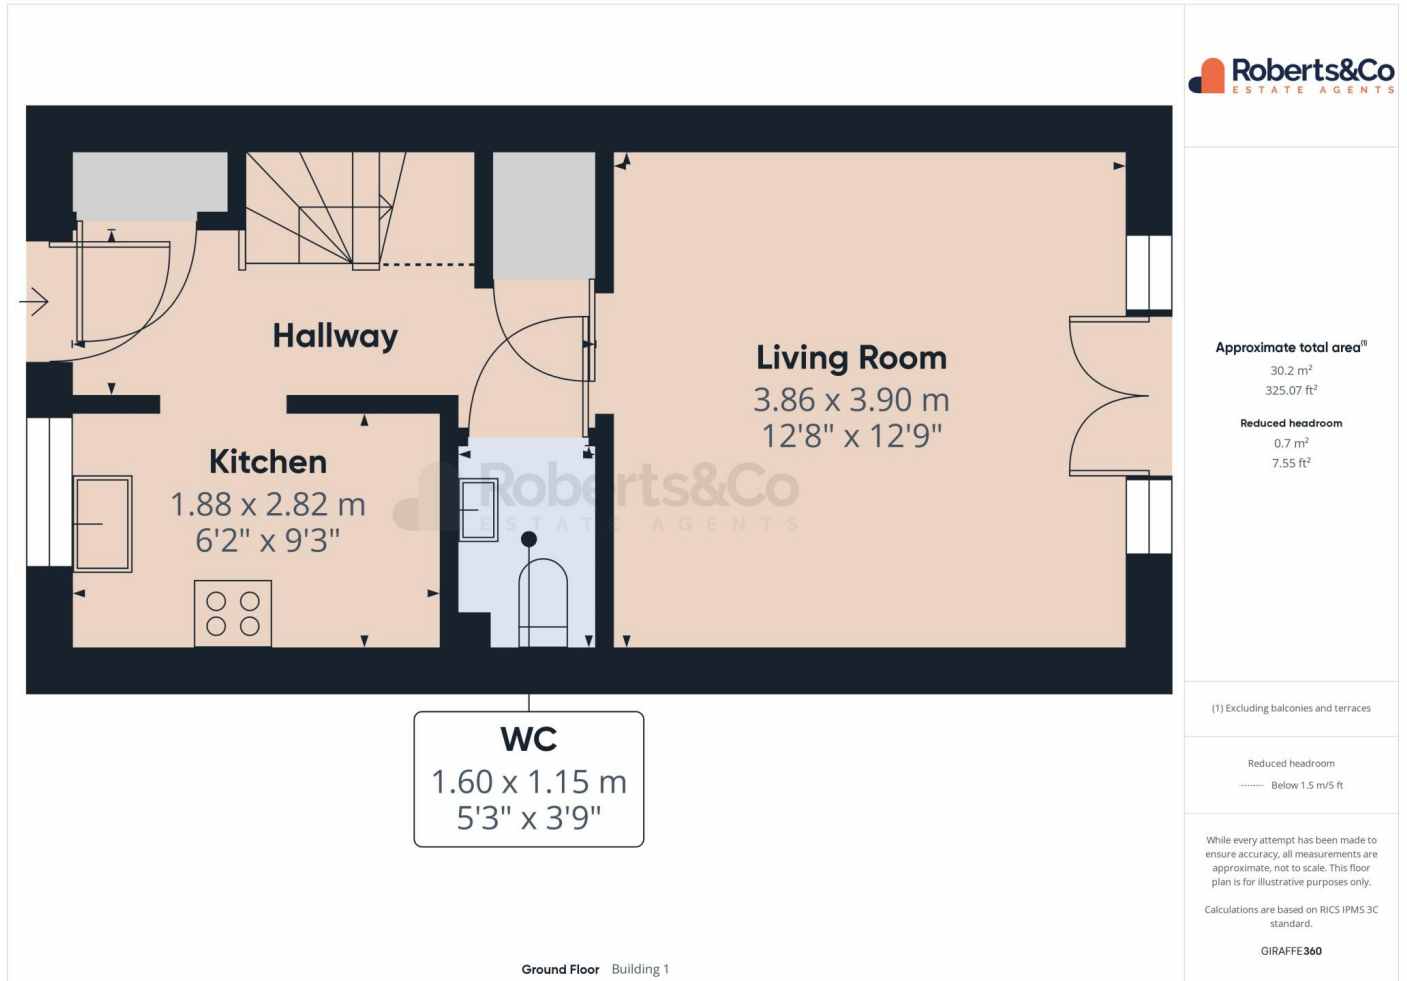 Hallway
Living Room
3.86 x 3.90 m
12'8" x 12'9"
Kitchen
1.88 x 2.82 m
6'2" x 9'3"
Roberts&Co
ESTATE AGENTS
WC
1.60 x 1.15 m
5'3" x 3'9"
Ground Floor Building 1
Roberts&Co
ESTATE AGENTS
Approximate total area(1)
30.2 m²
325.07 ft²
Reduced headroom
0.7 m²
7.55 ft²
(1) Excluding balconies and terraces
Reduced headroom
Below 1.5 m/5 ft
While every attempt has been made to
ensure accuracy, all measurements are
approximate, not to scale. This floor
plan is for illustrative purposes only.
Calculations are based on RICS IPMS 3C
standard.
GIRAFFE360